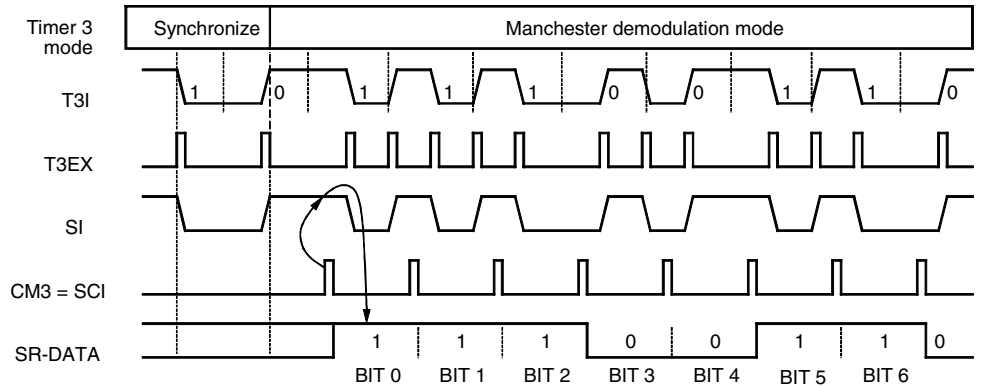 Timer 3 mode
Synchronize
Manchester demodulation mode
T3I
1 0 1 1 1 0 0 1 1 0
T3EX
SI
CM3 = SCI
SR-DATA
1 1 1 0 0 1 1 0
BIT 0 BIT 1 BIT 2 BIT 3 BIT 4 BIT 5 BIT 6